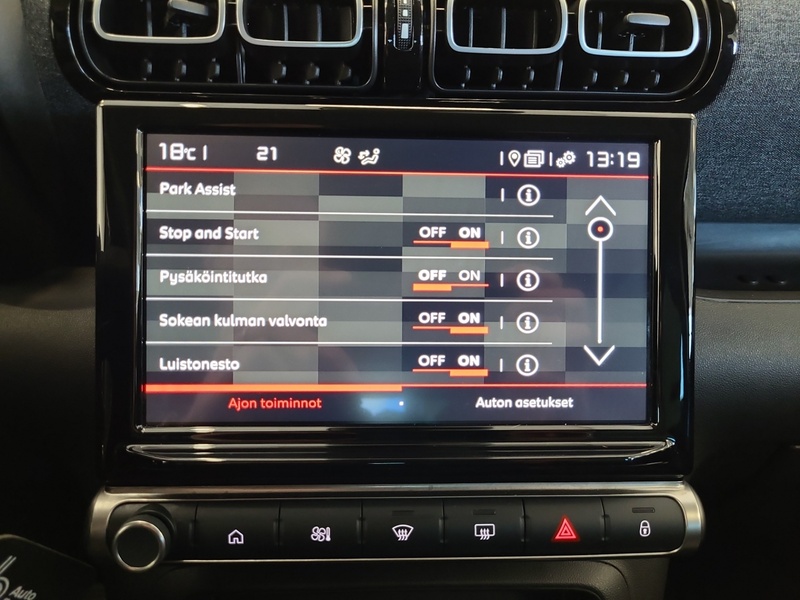 18°C 21 13:19
Park Assist
Stop and Start OFF ON
Pysäköintitutka OFF ON
Sokean kulman valvonta OFF ON
Luistonesto OFF ON
Ajon toiminnot Auton asetukset
Auto